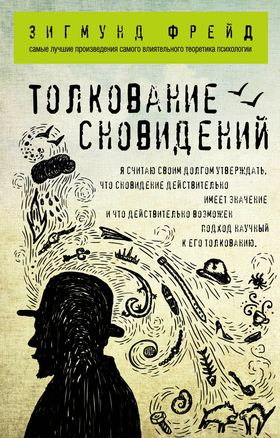 ЗИГМУНД ФРЕЙД
самые лучшие произведения самого влиятельного теоретика психологии
ТОЛКОВАНИЕ
СНОВИДЕНИЙ
Я СЧИТАЮ СВОИМ ДОЛГОМ УТВЕРЖДАТЬ,
ЧТО СНОВИДЕНИЕ ДЕЙСТВИТЕЛЬНО
ИМЕЕТ ЗНАЧЕНИЕ
И ЧТО ДЕЙСТВИТЕЛЬНО ВОЗМОЖЕН
ПОДХОД НАУЧНЫЙ
К ЕГО ТОЛКОВАНИЮ.